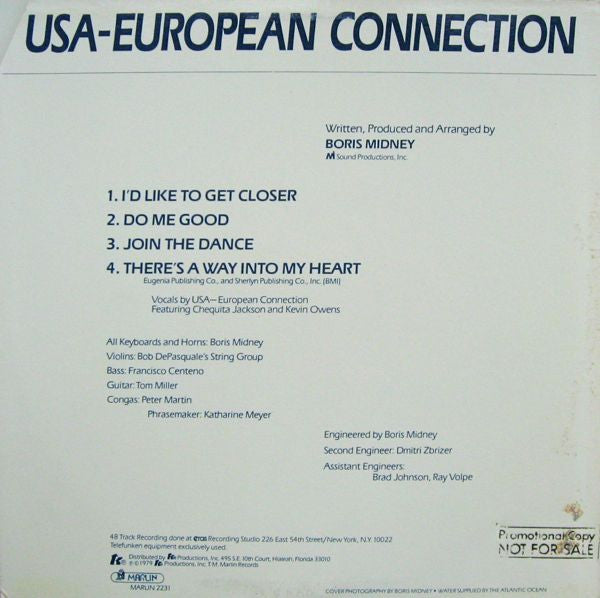 USA-EUROPEAN CONNECTION
Written, Produced and Arranged by
BORIS MIDNEY
M Sound Productions, Inc.
1. I'D LIKE TO GET CLOSER
2. DO ME GOOD
3. JOIN THE DANCE
4. THERE'S A WAY INTO MY HEART
Eugenia Publishing Co., and Sherlyn Publishing Co., Inc. (BMI)
Vocals by USA–European Connection
Featuring Chequita Jackson and Kevin Owens
All Keyboards and Horns: Boris Midney
Violins: Bob DePasquale's String Group
Bass: Francisco Centeno
Guitar: Tom Miller
Congas: Peter Martin
Phrasemaker: Katharine Meyer
Engineered by Boris Midney
Second Engineer: Dmitri Zbrizer
Assistant Engineers:
Brad Johnson, Ray Volpe
48 Track Recording done at eras Recording Studio 226 East 54th Street/New York, N.Y. 10022
Telefunken equipment exclusively used.
Distributed by Productions, Inc, 495 S.E. 10th Court, Hialeah, Florida 33010
℗ © 1979 Productions, Inc. T.M. Marlin Records
MARLIN
MARLIN 2231
Promotional Copy
NOT FOR SALE
COVER PHOTOGRAPHY BY BORIS MIDNEY • WATER SUPPLIED BY THE ATLANTIC OCEAN